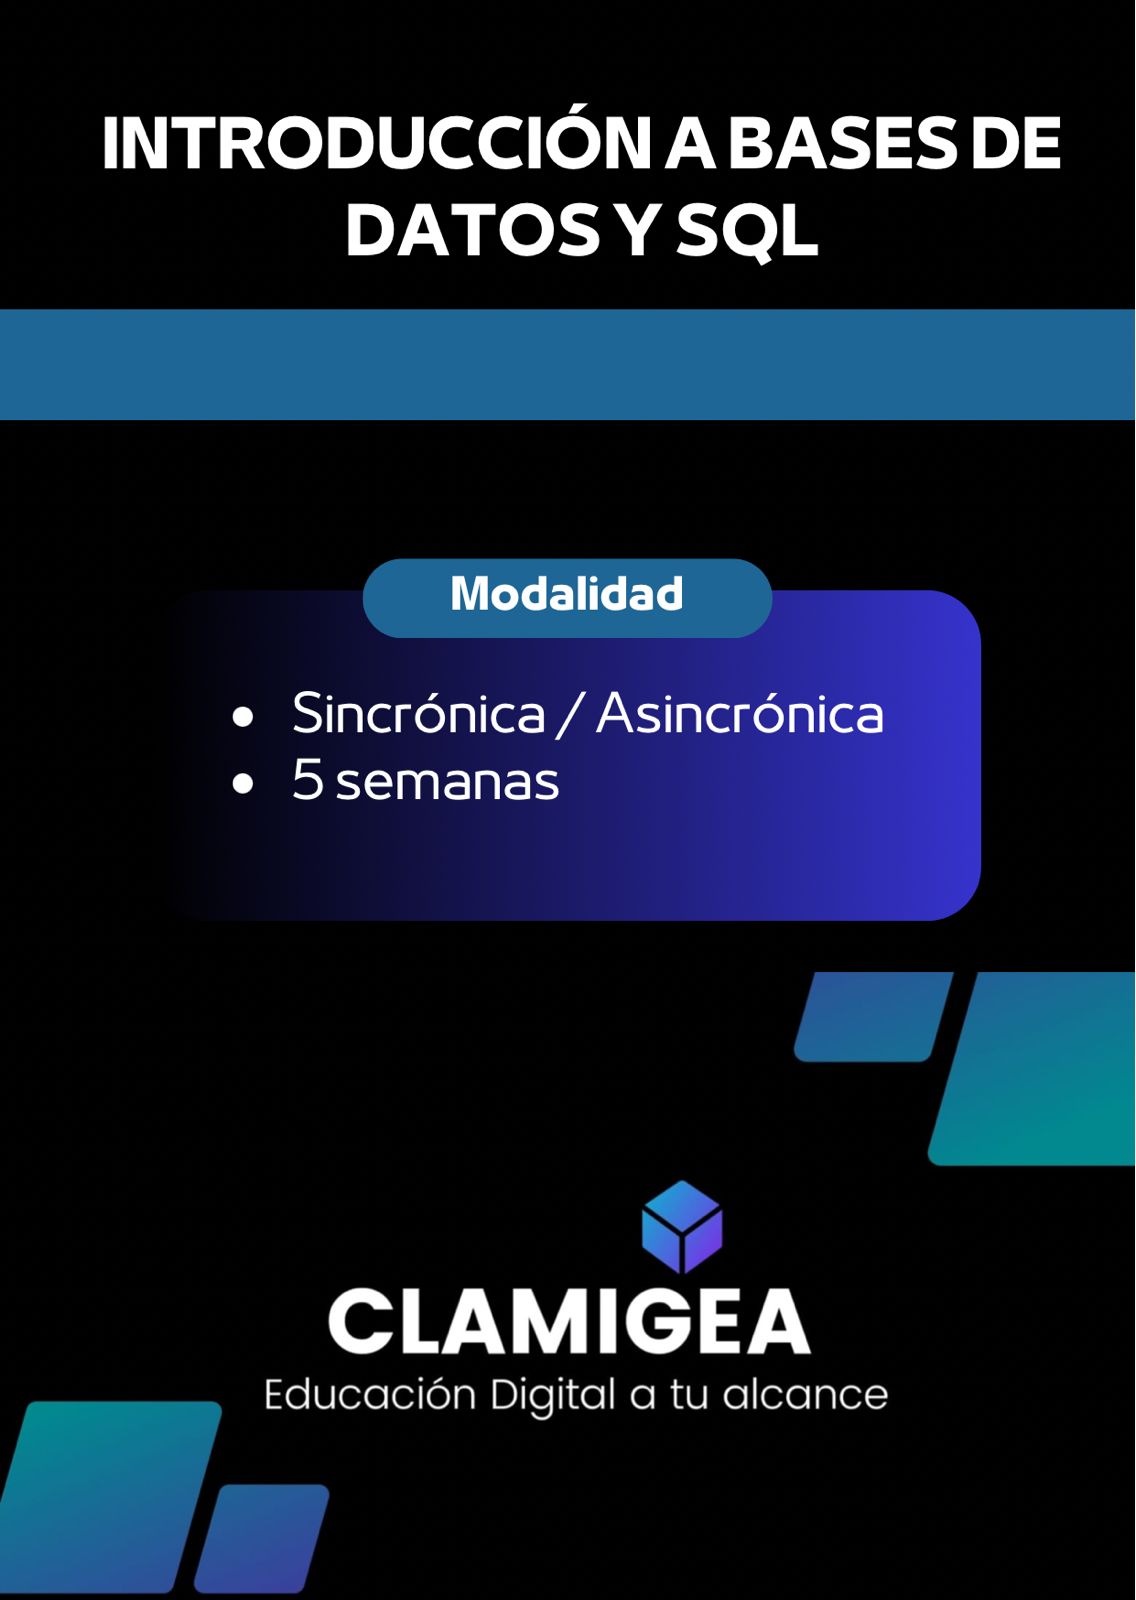 INTRODUCCIÓN A BASES DE
DATOS Y SQL
Modalidad
• Sincrónica / Asincrónica
• 5 semanas
CLAMIGEA
Educación Digital a tu alcance